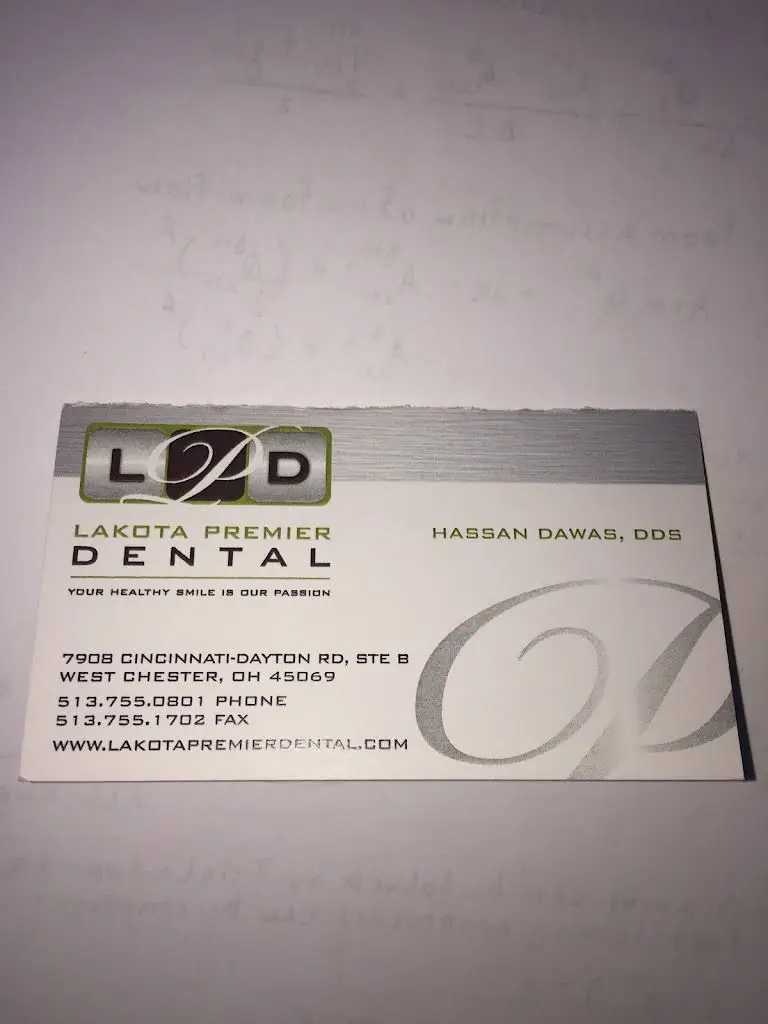 LPD
LAKOTA PREMIER
DENTAL
YOUR HEALTHY SMILE IS OUR PASSION
HASSAN DAWAS, DDS
7908 CINCINNATI-DAYTON RD, STE B
WEST CHESTER, OH 45069
513.755.0801 PHONE
513.755.1702 FAX
WWW.LAKOTAPREMIERDENTAL.COM